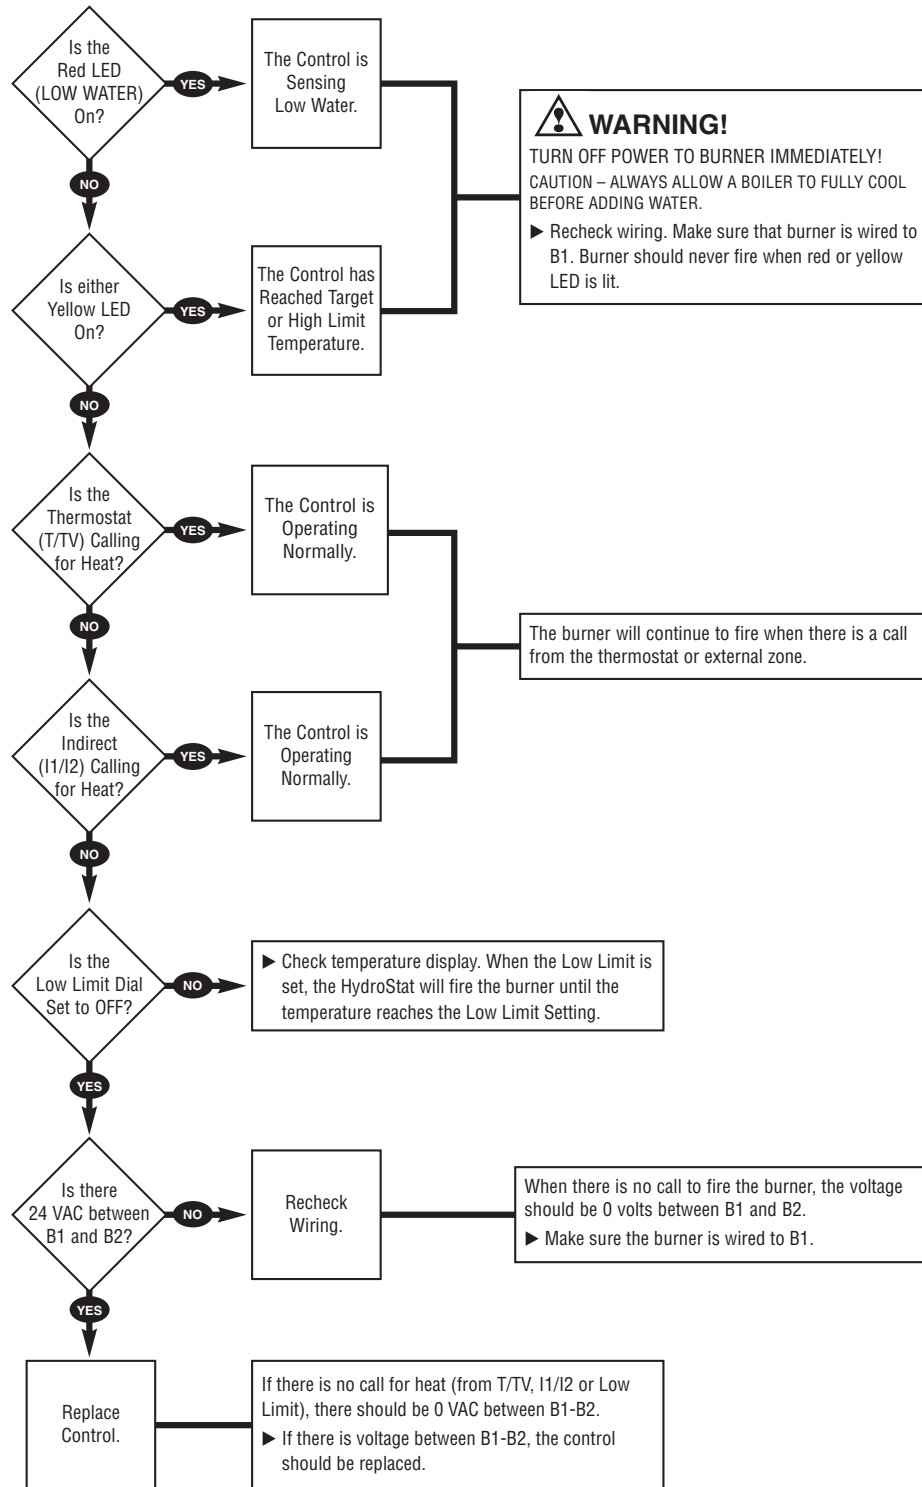 Is the
Red LED
(LOW WATER)
On?
YES
The Control is
Sensing
Low Water.
WARNING!
TURN OFF POWER TO BURNER IMMEDIATELY!
CAUTION – ALWAYS ALLOW A BOILER TO FULLY COOL
BEFORE ADDING WATER.
▶ Recheck wiring. Make sure that burner is wired to
B1. Burner should never fire when red or yellow
LED is lit.
NO
Is either
Yellow LED
On?
YES
The Control has
Reached Target
or High Limit
Temperature.
NO
Is the
Thermostat
(T/TV) Calling
for Heat?
YES
The Control is
Operating
Normally.
The burner will continue to fire when there is a call
from the thermostat or external zone.
NO
Is the
Indirect
(I1/I2) Calling
for Heat?
YES
The Control is
Operating
Normally.
NO
Is the
Low Limit Dial
Set to OFF?
NO
▶ Check temperature display. When the Low Limit is
set, the HydroStat will fire the burner until the
temperature reaches the Low Limit Setting.
YES
Is there
24 VAC between
B1 and B2?
NO
Recheck
Wiring.
When there is no call to fire the burner, the voltage
should be 0 volts between B1 and B2.
▶ Make sure the burner is wired to B1.
YES
Replace
Control.
If there is no call for heat (from T/TV, I1/I2 or Low
Limit), there should be 0 VAC between B1-B2.
▶ If there is voltage between B1-B2, the control
should be replaced.